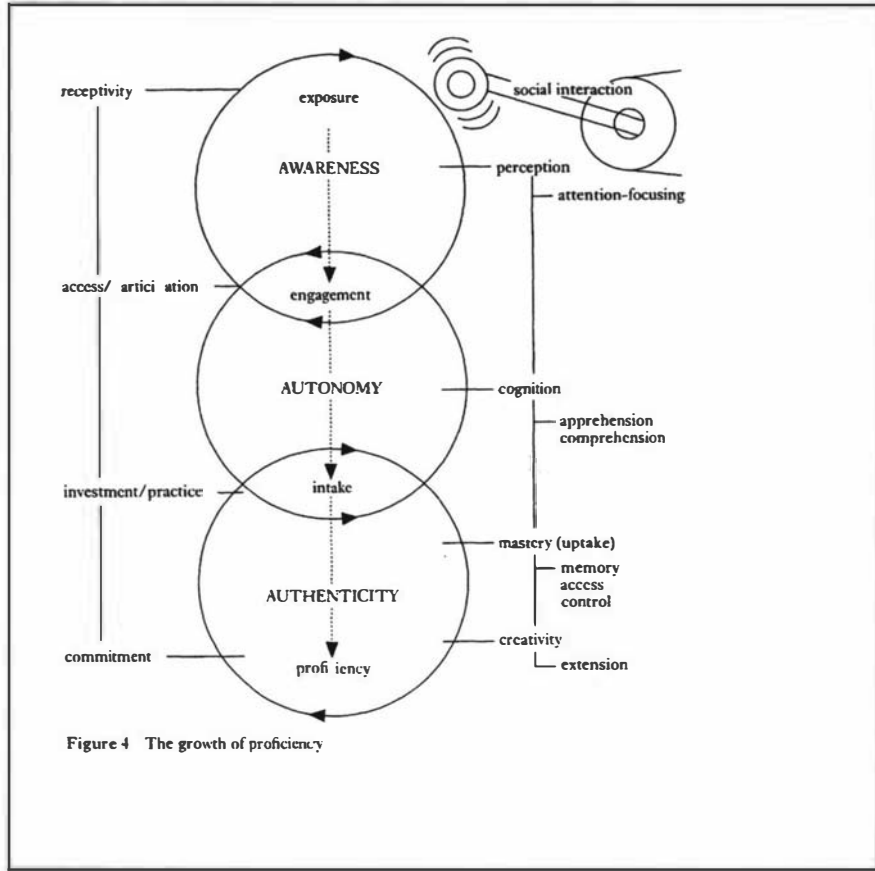 receptivity
exposure
social interaction
AWARENESS
perception
attention-focusing
access/ artici ation
engagement
AUTONOMY
cognition
apprehension
comprehension
investment/practice
intake
mastery (uptake)
memory
access
control
AUTHENTICITY
creativity
commitment
profi iency
extension
Figure 4 The growth of proficiency